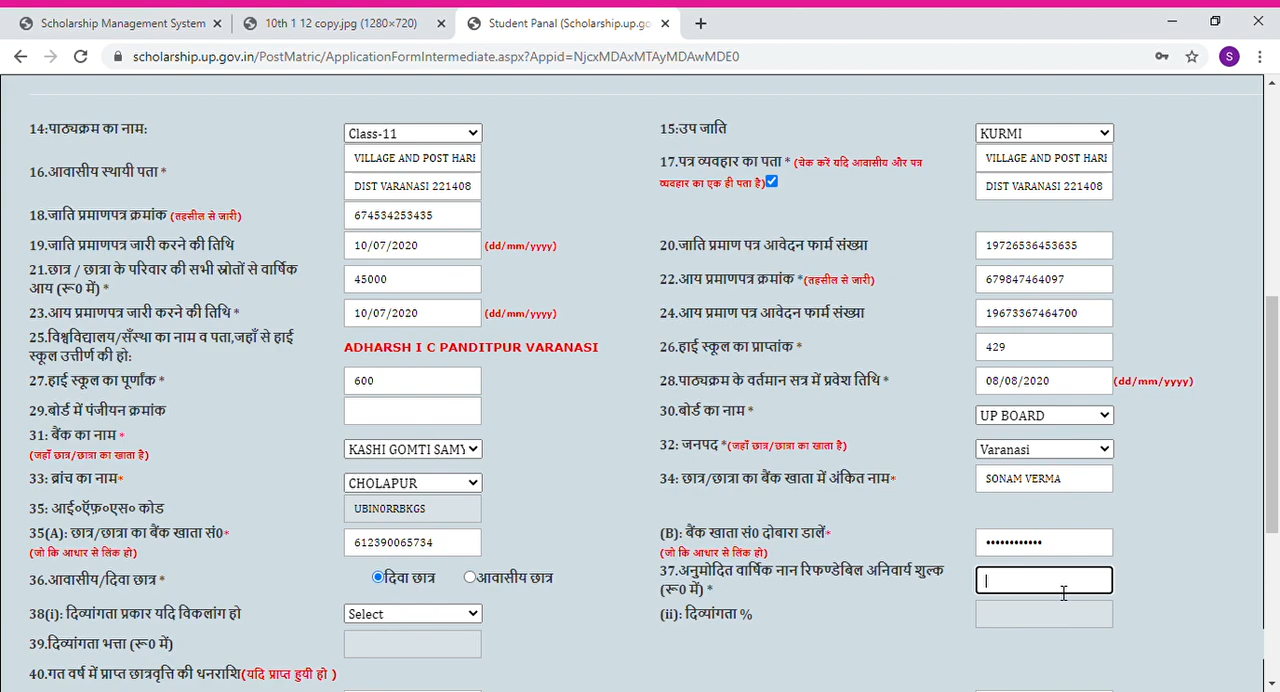 Scholarship Management System
10th 1 12 copy.jpg (1280×720)
Student Panal (Scholarship.up.go
scholarship.up.gov.in/PostMatric/ApplicationFormIntermediate.aspx?Appid=NjcxMDAxMTAyMDAwMDE0
S
14:पाठ्यक्रम का नाम: Class-11 15:उप जाति KURMI
16.आवासीय स्थायी पता * VILLAGE AND POST HARI 17.पत्र व्यवहार का पता * (चेक करें यदि आवासीय और पत्र VILLAGE AND POST HARI
व्यवहार का एक ही पता है)
DIST VARANASI 221408 DIST VARANASI 221408
18.जाति प्रमाणपत्र क्रमांक (तहसील से जारी) 674534253435
19.जाति प्रमाणपत्र जारी करने की तिथि 10/07/2020 (dd/mm/yyyy) 20.जाति प्रमाण पत्र आवेदन फार्म संख्या 19726536453635
21.छात्र / छात्रा के परिवार की सभी स्रोतों से वार्षिक
आय (रू0 में) * 45000 22.आय प्रमाणपत्र क्रमांक *(तहसील से जारी) 679847464097
23.आय प्रमाणपत्र जारी करने की तिथि * 10/07/2020 (dd/mm/yyyy) 24.आय प्रमाण पत्र आवेदन फार्म संख्या 19673367464700
25.विश्वविद्यालय/सँस्था का नाम व पता,जहाँ से हाई
स्कूल उत्तीर्ण की हो: ADHARSH I C PANDITPUR VARANASI 26.हाई स्कूल का प्राप्तांक * 429
27.हाई स्कूल का पूर्णांक * 600 28.पाठ्यक्रम के वर्तमान सत्र में प्रवेश तिथि * 08/08/2020 (dd/mm/yyyy)
29.बोर्ड में पंजीयन क्रमांक 30.बोर्ड का नाम * UP BOARD
31: बैंक का नाम *
(जहाँ छात्र/छात्रा का खाता है) KASHI GOMTI SAMY 32: जनपद *(जहाँ छात्र/छात्रा का खाता है) Varanasi
33: ब्रांच का नाम* CHOLAPUR 34: छात्र/छात्रा का बैंक खाता में अंकित नाम* SONAM VERMA
35: आई०ऍफ़०एस० कोड UBIN0RRBKGS
35(A): छात्र/छात्रा का बैंक खाता सं0* 612390065734 (B): बैंक खाता सं0 दोबारा डालें* ••••••••••••
(जो कि आधार से लिंक हो) (जो कि आधार से लिंक हो)
36.आवासीय/दिवा छात्र * दिवा छात्र आवासीय छात्र 37.अनुमोदित वार्षिक नान रिफण्डेबिल अनिवार्य शुल्क
(रू0 में) *
38(i): दिव्यांगता प्रकार यदि विकलांग हो Select (ii): दिव्यांगता %
39.दिव्यांगता भत्ता (रू0 में)
40.गत वर्ष में प्राप्त छात्रवृत्ति की धनराशि(यदि प्राप्त हुयी हो )